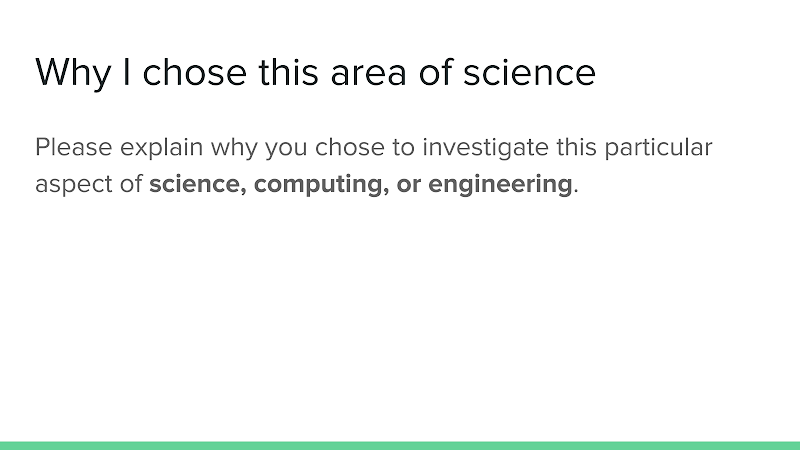 Why I chose this area of science
Please explain why you chose to investigate this particular
aspect of science, computing, or engineering.